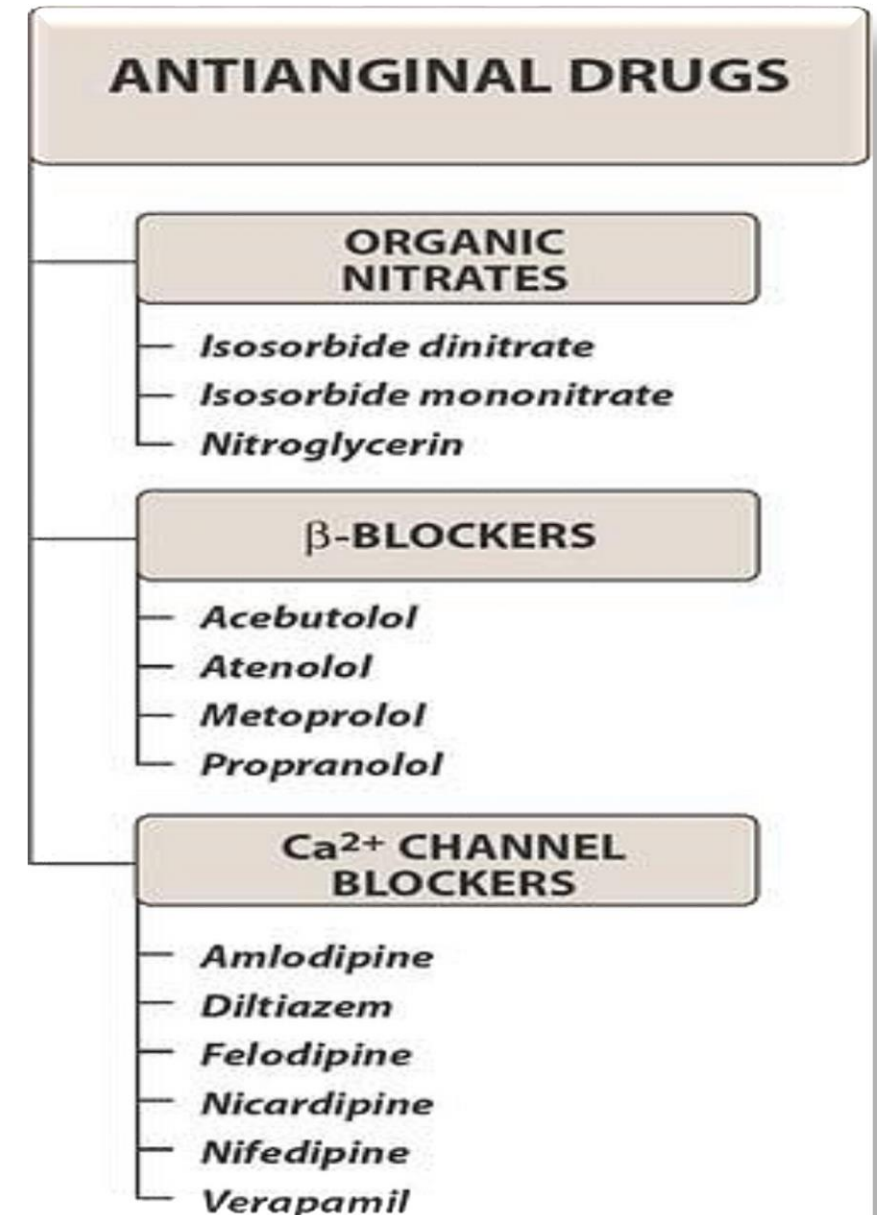 ANTIANGINAL DRUGS
ORGANIC
NITRATES
Isosorbide dinitrate
Isosorbide mononitrate
Nitroglycerin
β-BLOCKERS
Acebutolol
Atenolol
Metoprolol
Propranolol
Ca²⁺ CHANNEL
BLOCKERS
Amlodipine
Diltiazem
Felodipine
Nicardipine
Nifedipine
Verapamil